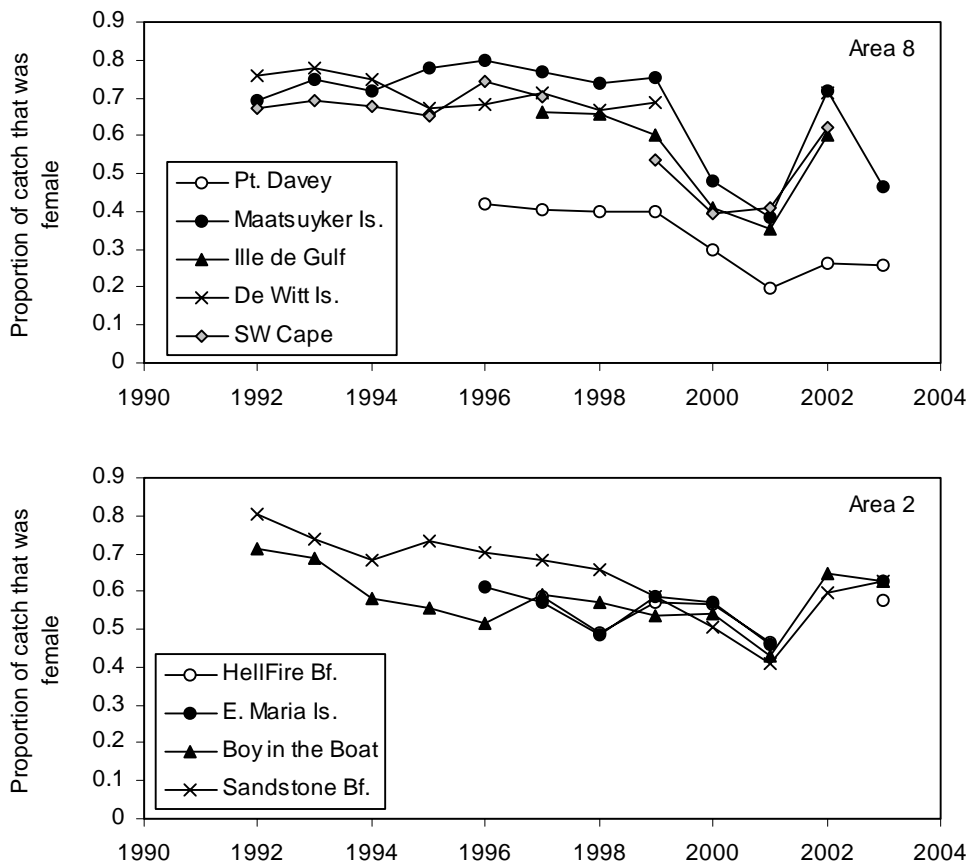 0.9
0.8
0.7
0.6
0.5
0.4
0.3
0.2
0.1
0
Proportion of catch that was
female
Area 8
Pt. Davey
Maatsuyker Is.
Ille de Gulf
De Witt Is.
SW Cape
1990 1992 1994 1996 1998 2000 2002 2004
0.9
0.8
0.7
0.6
0.5
0.4
0.3
0.2
0.1
0
Proportion of catch that was
female
Area 2
HellFire Bf.
E. Maria Is.
Boy in the Boat
Sandstone Bf.
1990 1992 1994 1996 1998 2000 2002 2004